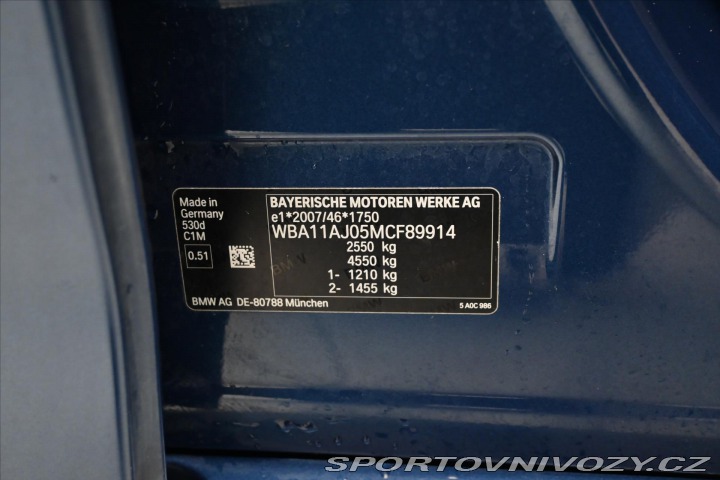 Made in
Germany
530d
C1M
0.51
BAYERISCHE MOTOREN WERKE AG
e1*2007/46*1750
WBA11AJ05MCF89914
2550 kg
4550 kg
1- 1210 kg
2- 1455 kg
BMW AG DE-80788 München
5 A0C 986
SPORTOVNIVOZY.CZ